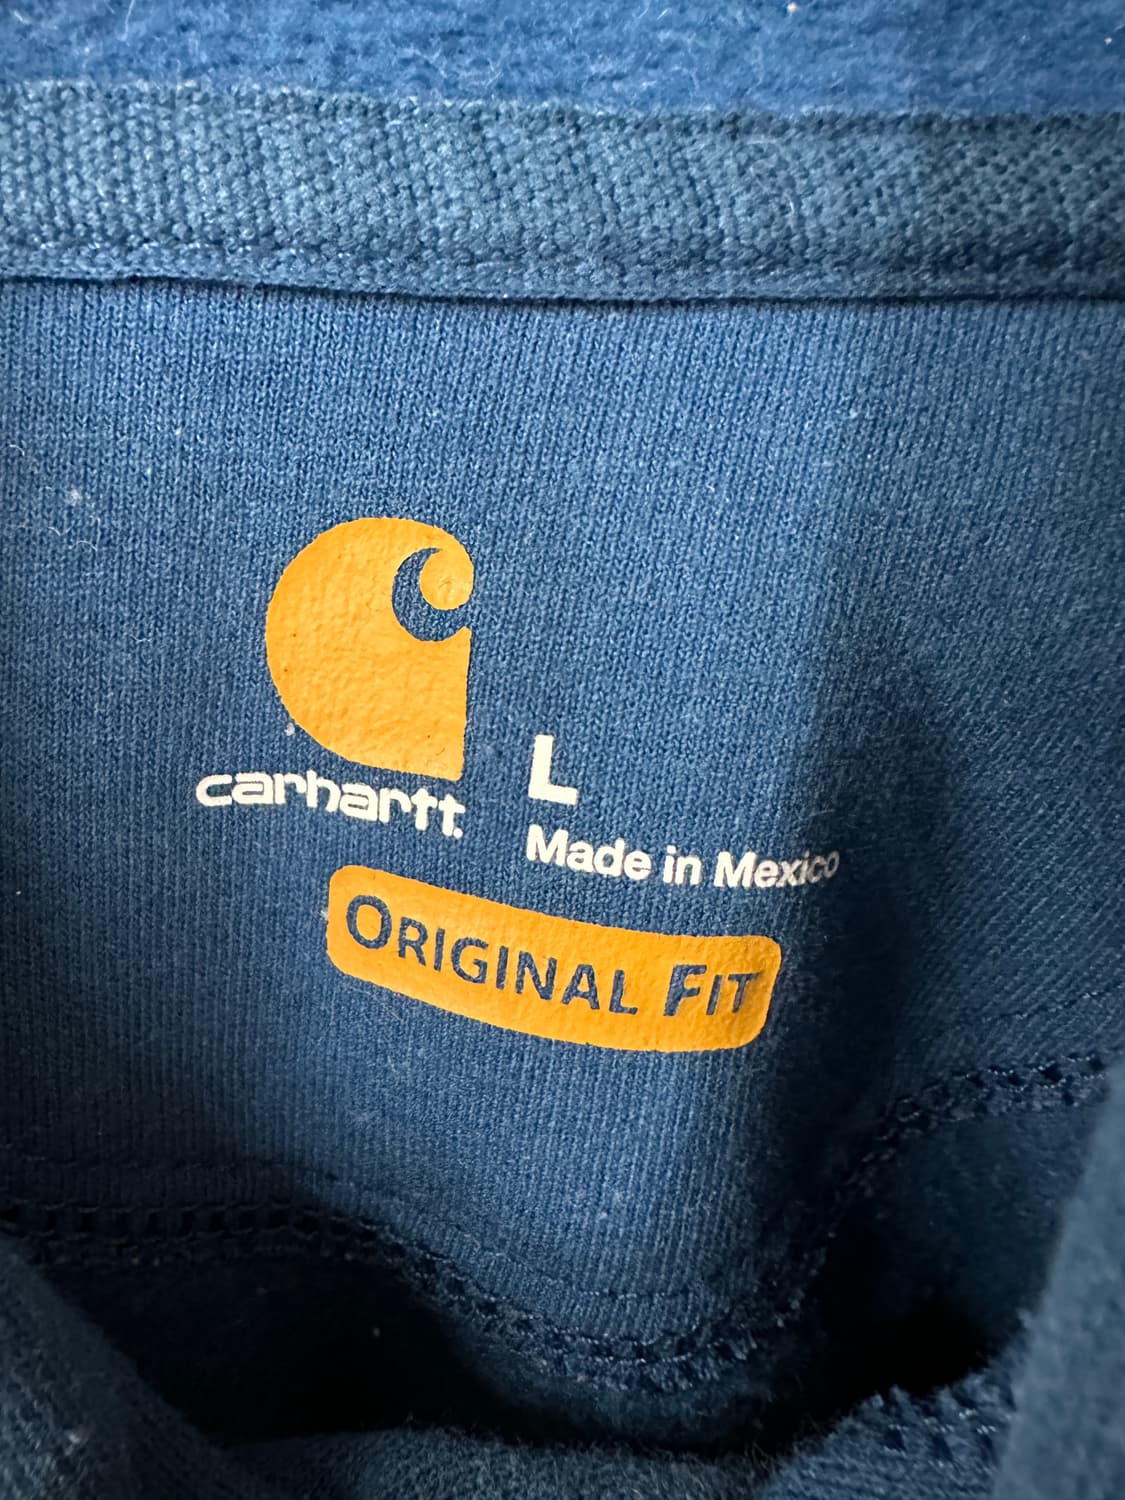 carhartt.
L
Made in Mexico
ORIGINAL FIT